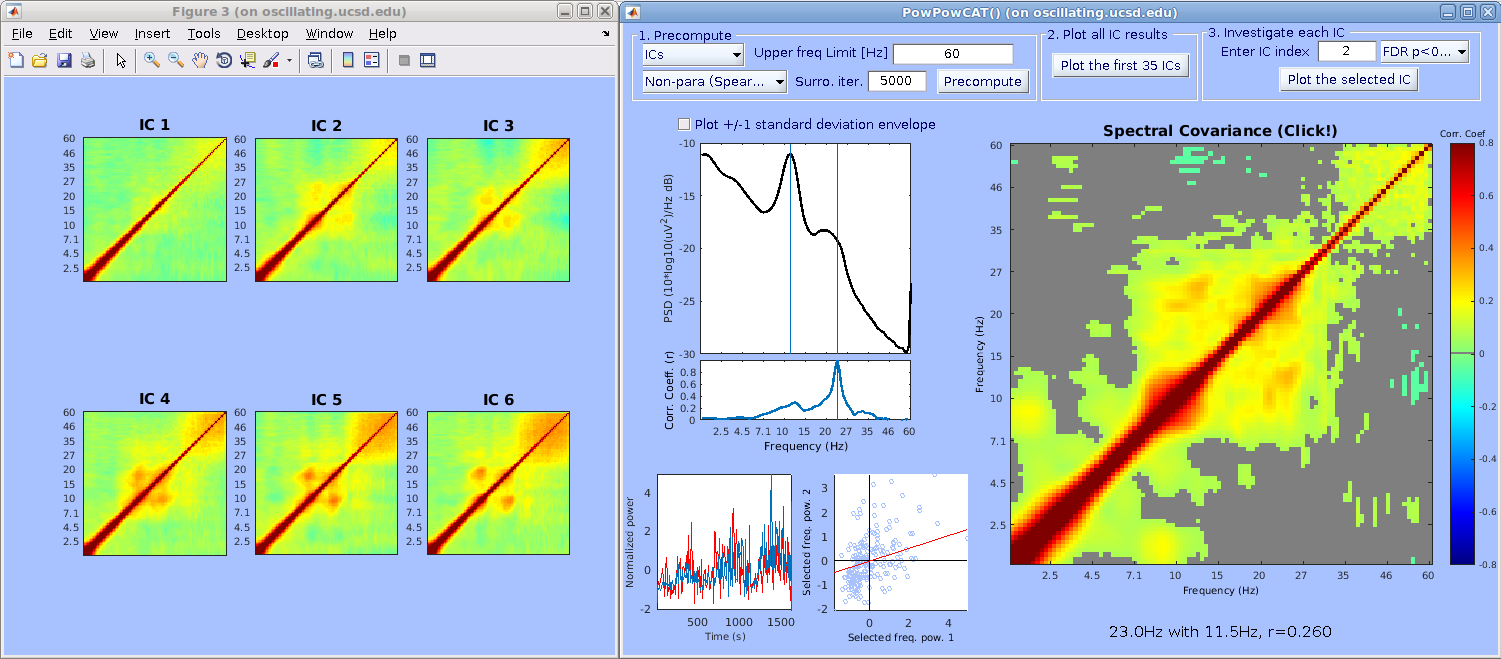 Figure 3 (on oscillating.ucsd.edu)
File Edit View Insert Tools Desktop Window Help
IC 1 IC 2 IC 3
60 60 60
46 46 46
35 35 35
27 27 27
20 20 20
15 15 15
10 10 10
7.1 7.1 7.1
4.5 4.5 4.5
2.5 2.5 2.5
IC 4 IC 5 IC 6
60 60 60
46 46 46
35 35 35
27 27 27
20 20 20
15 15 15
10 10 10
7.1 7.1 7.1
4.5 4.5 4.5
2.5 2.5 2.5
PowPowCAT() (on oscillating.ucsd.edu)
1. Precompute
ICs Upper freq Limit [Hz] 60
Non-para (Spear... Surro. iter. 5000 Precompute
2. Plot all IC results
Plot the first 35 ICs
3. Investigate each IC
Enter IC index 2 FDR p<0...
Plot the selected IC
Plot +/-1 standard deviation envelope
PSD (10*log10(uV2)/Hz dB)
-10
-15
-20
-25
-30
Corr. Coeff. (r)
0.8
0.6
0.4
0.2
0
2.5 4.5 7.1 10 15 20 27 35 46 60
Frequency (Hz)
Normalized power
4
2
0
-2
500 1000 1500
Time (s)
Selected freq. pow. 2
3
2
1
0
-1
-2
0 2 4
Selected freq. pow. 1
Spectral Covariance (Click!)
Frequency (Hz)
60
46
35
27
20
15
10
7.1
4.5
2.5
2.5 4.5 7.1 10 15 20 27 35 46 60
Frequency (Hz)
Corr. Coef
0.8
0.6
0.4
0.2
0
-0.2
-0.4
-0.6
-0.8
23.0Hz with 11.5Hz, r=0.260